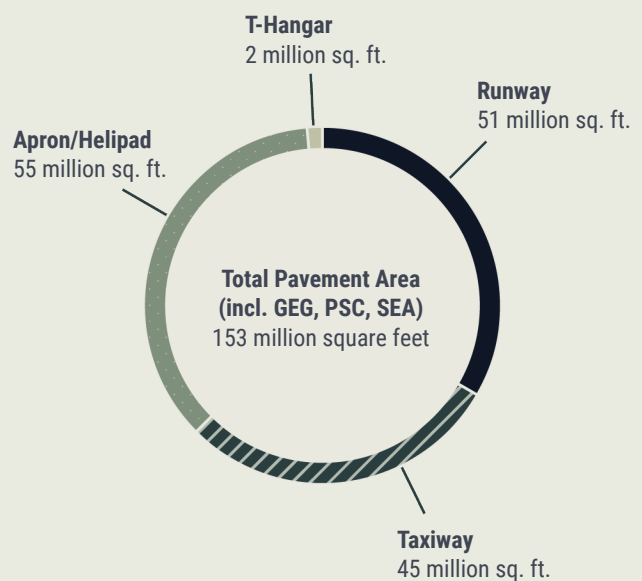 T-Hangar
2 million sq. ft.
Runway
51 million sq. ft.
Apron/Helipad
55 million sq. ft.
Total Pavement Area
(incl. GEG, PSC, SEA)
153 million square feet
Taxiway
45 million sq. ft.